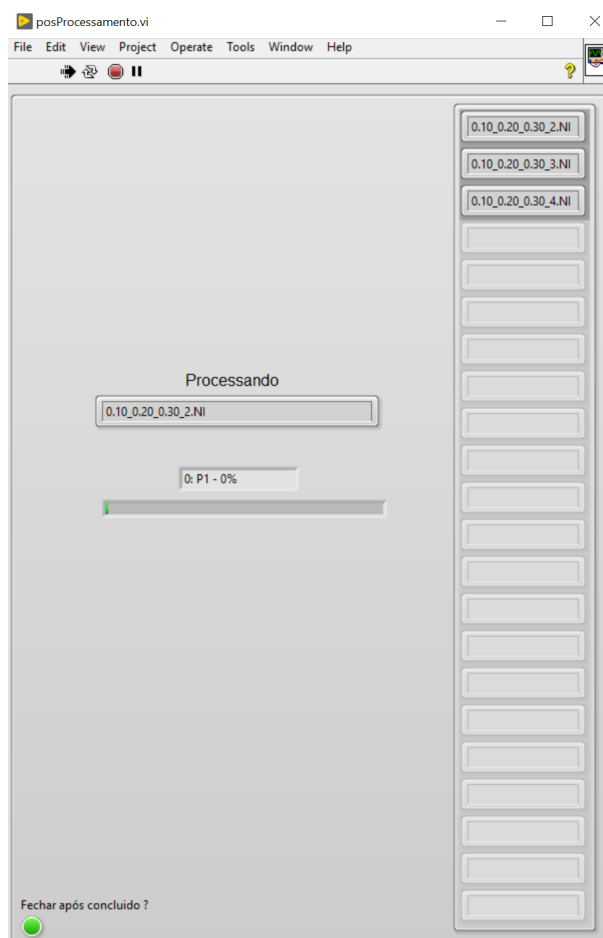 posProcessamento.vi
File Edit View Project Operate Tools Window Help
?
0.10_0.20_0.30_2.NI
0.10_0.20_0.30_3.NI
0.10_0.20_0.30_4.NI
Processando
0.10_0.20_0.30_2.NI
0: P1 - 0%
Fechar após concluido ?